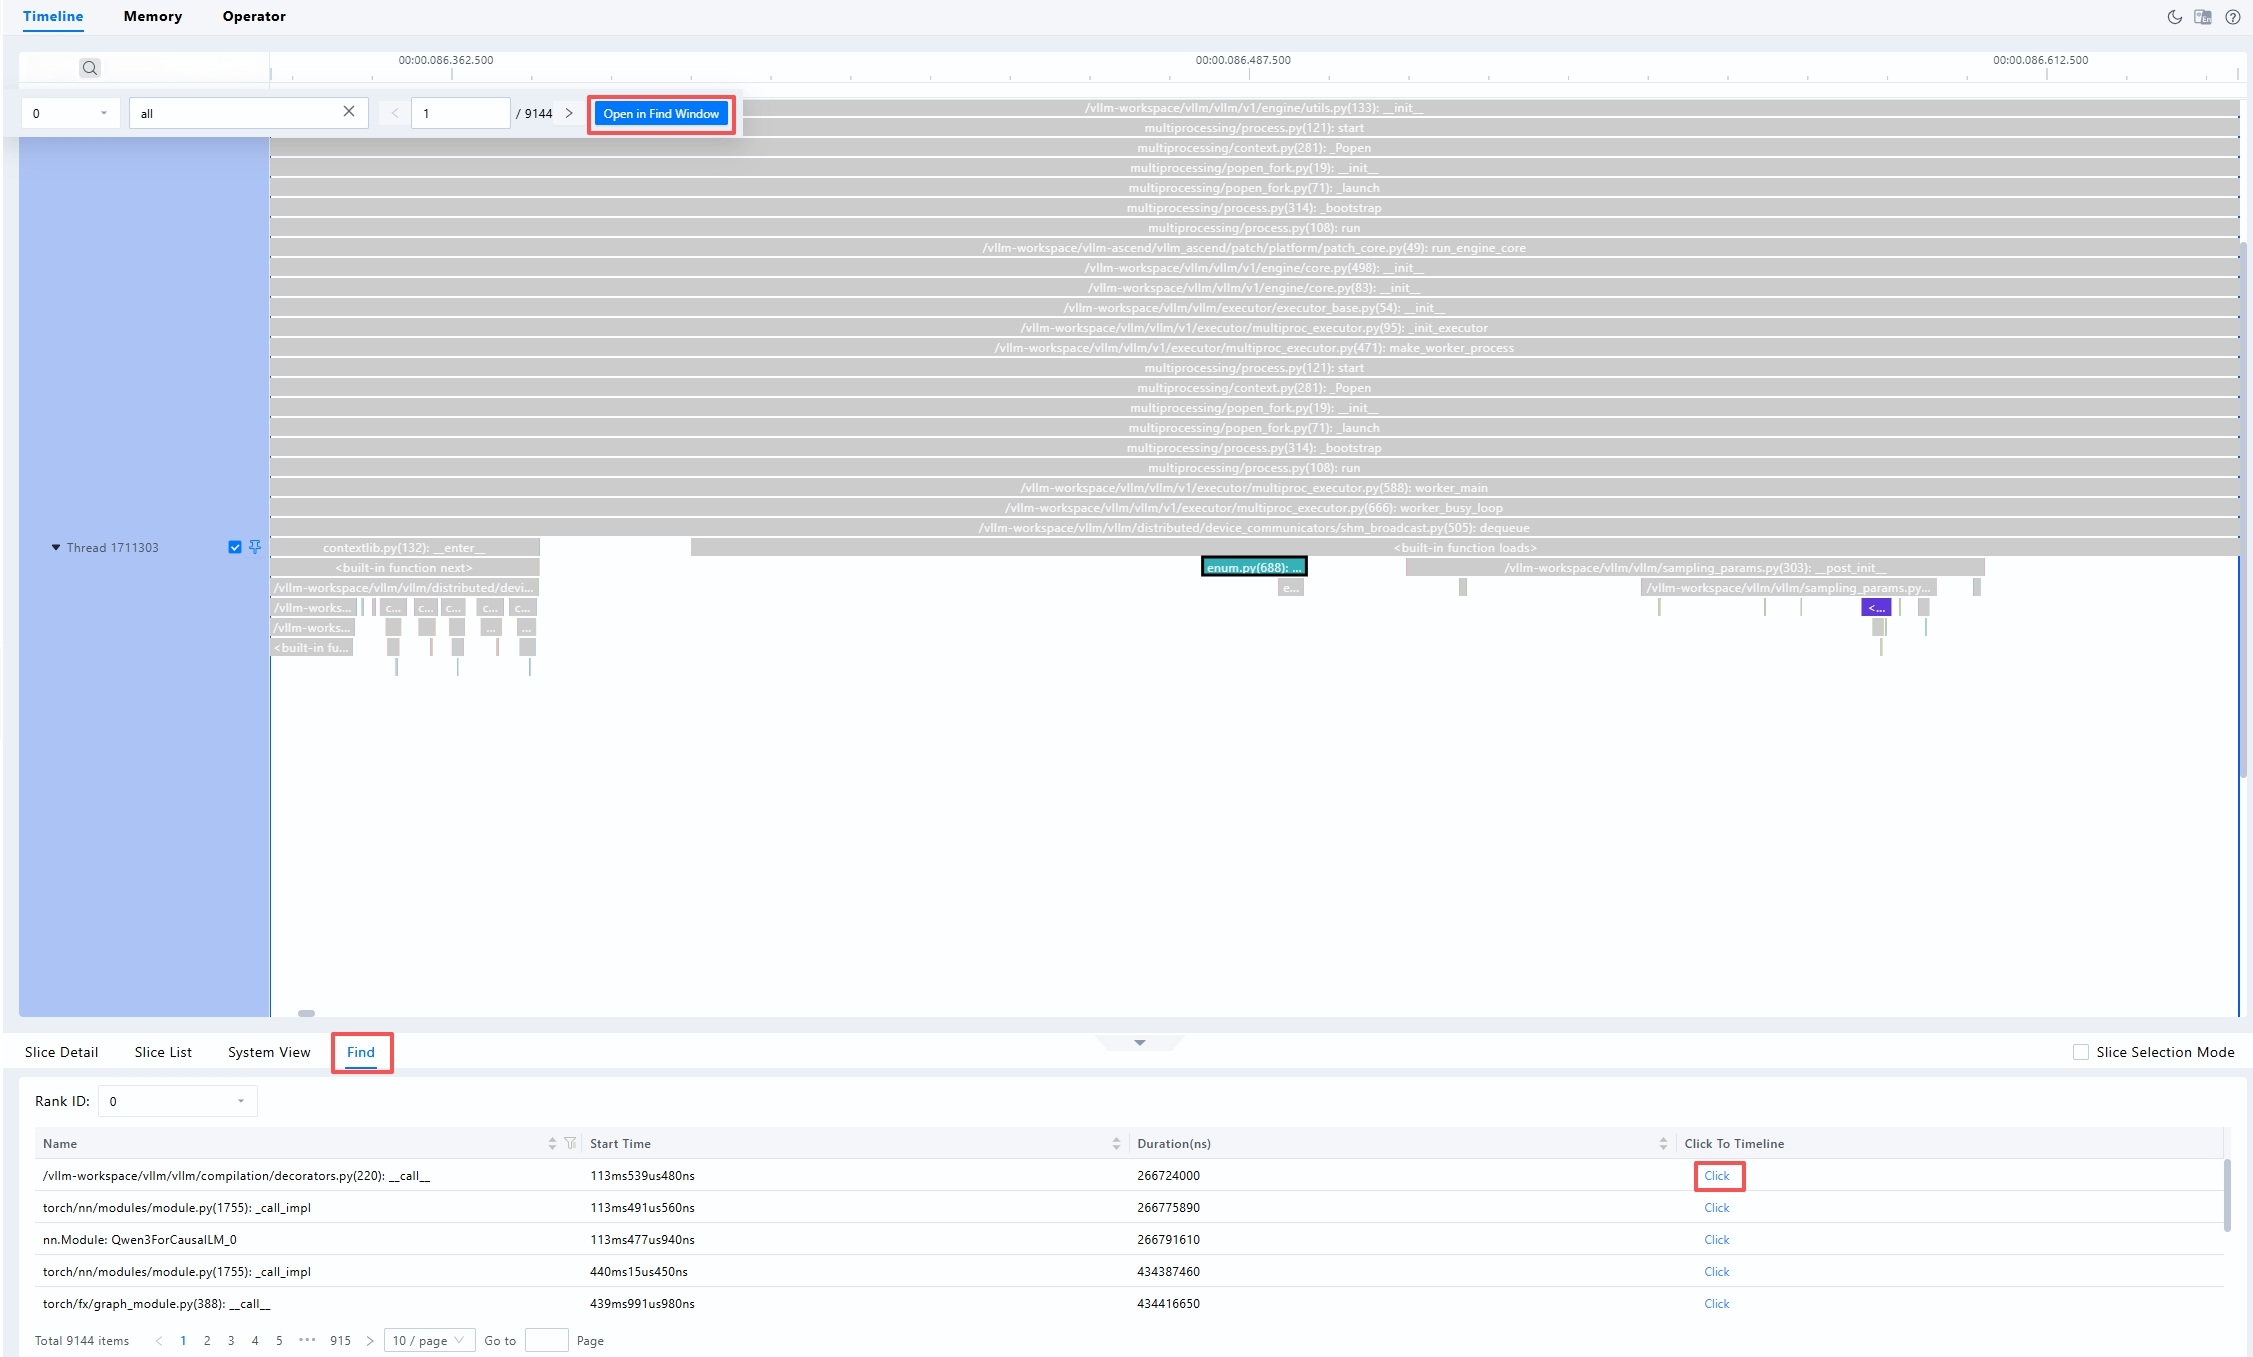 Timeline Memory Operator
00:00.086.362.500 00:00.086.487.500 00:00.086.612.500
0 all 1 / 9144 Open in Find Window
/vllm-workspace/vllm/vllm/v1/engine/utils.py(133): __init__
multiprocessing/process.py(121): start
multiprocessing/context.py(281): _Popen
multiprocessing/popen_fork.py(19): __init__
multiprocessing/popen_fork.py(71): _launch
multiprocessing/process.py(314): _bootstrap
multiprocessing/process.py(108): run
/vllm-workspace/vllm-ascend/vllm_ascend/patch/platform/patch_core.py(49): run_engine_core
/vllm-workspace/vllm/vllm/v1/engine/core.py(498): __init__
/vllm-workspace/vllm/vllm/v1/engine/core.py(83): __init__
/vllm-workspace/vllm/vllm/executor/executor_base.py(54): __init__
/vllm-workspace/vllm/vllm/v1/executor/multiproc_executor.py(95): _init_executor
/vllm-workspace/vllm/vllm/v1/executor/multiproc_executor.py(471): make_worker_process
multiprocessing/process.py(121): start
multiprocessing/context.py(281): _Popen
multiprocessing/popen_fork.py(19): __init__
multiprocessing/popen_fork.py(71): _launch
multiprocessing/process.py(314): _bootstrap
multiprocessing/process.py(108): run
/vllm-workspace/vllm/vllm/v1/executor/multiproc_executor.py(588): worker_main
/vllm-workspace/vllm/vllm/v1/executor/multiproc_executor.py(666): worker_busy_loop
/vllm-workspace/vllm/vllm/distributed/device_communicators/shm_broadcast.py(505): dequeue
Thread 1711303 contextlib.py(132): __enter__ <built-in function loads>
<built-in function next> enum.py(688): ... /vllm-workspace/vllm/vllm/sampling_params.py(303): __post_init__
/vllm-workspace/vllm/vllm/distributed/devi... e... /vllm-workspace/vllm/vllm/sampling_params.py...
/vllm-works... c... c... c... c... c... <...
/vllm-works... ... ...
<built-in fu...
Slice Detail Slice List System View Find Slice Selection Mode
Rank ID: 0
Name Start Time Duration(ns) Click To Timeline
/vllm-workspace/vllm/vllm/compilation/decorators.py(220): __call__ 113ms539us480ns 266724000 Click
torch/nn/modules/module.py(1755): _call_impl 113ms491us560ns 266775890 Click
nn.Module: Qwen3ForCausalLM_0 113ms477us940ns 266791610 Click
torch/nn/modules/module.py(1755): _call_impl 440ms15us450ns 434387460 Click
torch/fx/graph_module.py(388): __call__ 439ms991us980ns 434416650 Click
Total 9144 items < 1 2 3 4 5 ••• 915 > 10 / page Go to Page